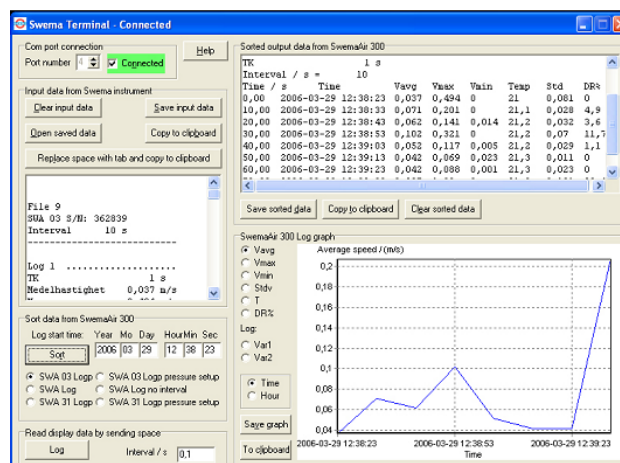 Swema Terminal - Connected
Com port connection
Port number 4 Connected
Help
Input data from Swema instrument
Clear input data
Save input data
Open saved data
Copy to clipboard
Replace space with tab and copy to clipboard
File 9
SWA 03 S/N: 362839
Interval 10 s
----------------------------
Log 1 ....................
TK 1 s
Medelhastighet 0,037 m/s
Sort data from SwemaAir 300
Log start time: Year Mo Day Hour Min Sec
Sort 2006 03 29 12 38 23
SWA 03 Logp SWA 03 Logp pressure setup
SWA Log SWA Log no interval
SWA 31 Logp SWA 31 Logp pressure setup
Read display data by sending space
Log Interval / s 0,1
Sorted output data from SwemaAir 300
TK 1 s
Interval / s = 10
Time / s Time Vavg Vmax Vmin Temp Std DR%
0,00 2006-03-29 12:38:23 0,037 0,494 0 21 0,081 0
10,00 2006-03-29 12:38:33 0,071 0,201 0 21,1 0,028 4,9
20,00 2006-03-29 12:38:43 0,062 0,141 0,014 21,2 0,032 3,6
30,00 2006-03-29 12:38:53 0,102 0,321 0 21,2 0,07 11,7
40,00 2006-03-29 12:39:03 0,052 0,117 0,005 21,2 0,029 1,1
50,00 2006-03-29 12:39:13 0,042 0,069 0,023 21,3 0,011 0
60,00 2006-03-29 12:39:23 0,042 0,088 0,001 21,3 0,023 0
Save sorted data
Copy to clipboard
Clear sorted data
SwemaAir 300 Log graph
Vavg
Vmax
Vmin
Stdv
T
DR%
Log:
Var1
Var2
Time
Hour
Save graph
To clipboard
Average speed /(m/s)
0,2
0,18
0,16
0,14
0,12
0,1
0,08
0,06
0,04
2006-03-29 12:38:23 2006-03-29 12:38:53 2006-03-29 12:39:23
Time